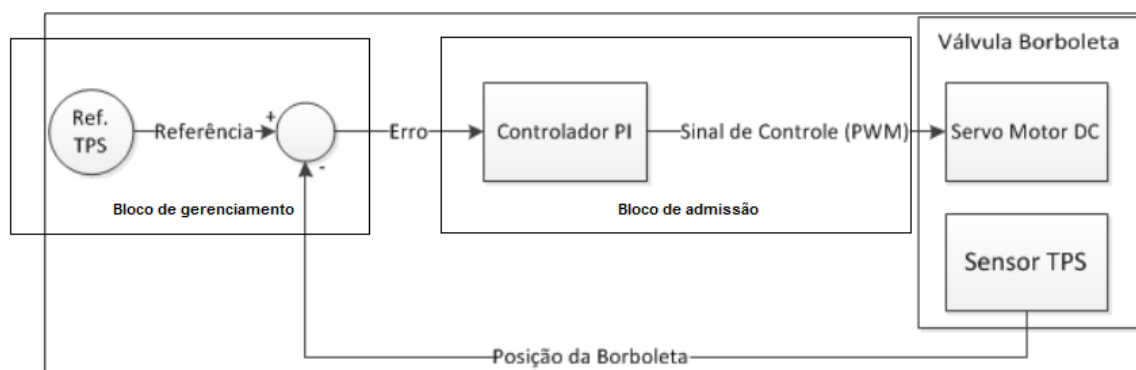 Válvula Borboleta
Ref.
TPS
Referência
+
-
Erro
Controlador PI
Sinal de Controle (PWM)
Servo Motor DC
Bloco de gerenciamento
Bloco de admissão
Sensor TPS
Posição da Borboleta